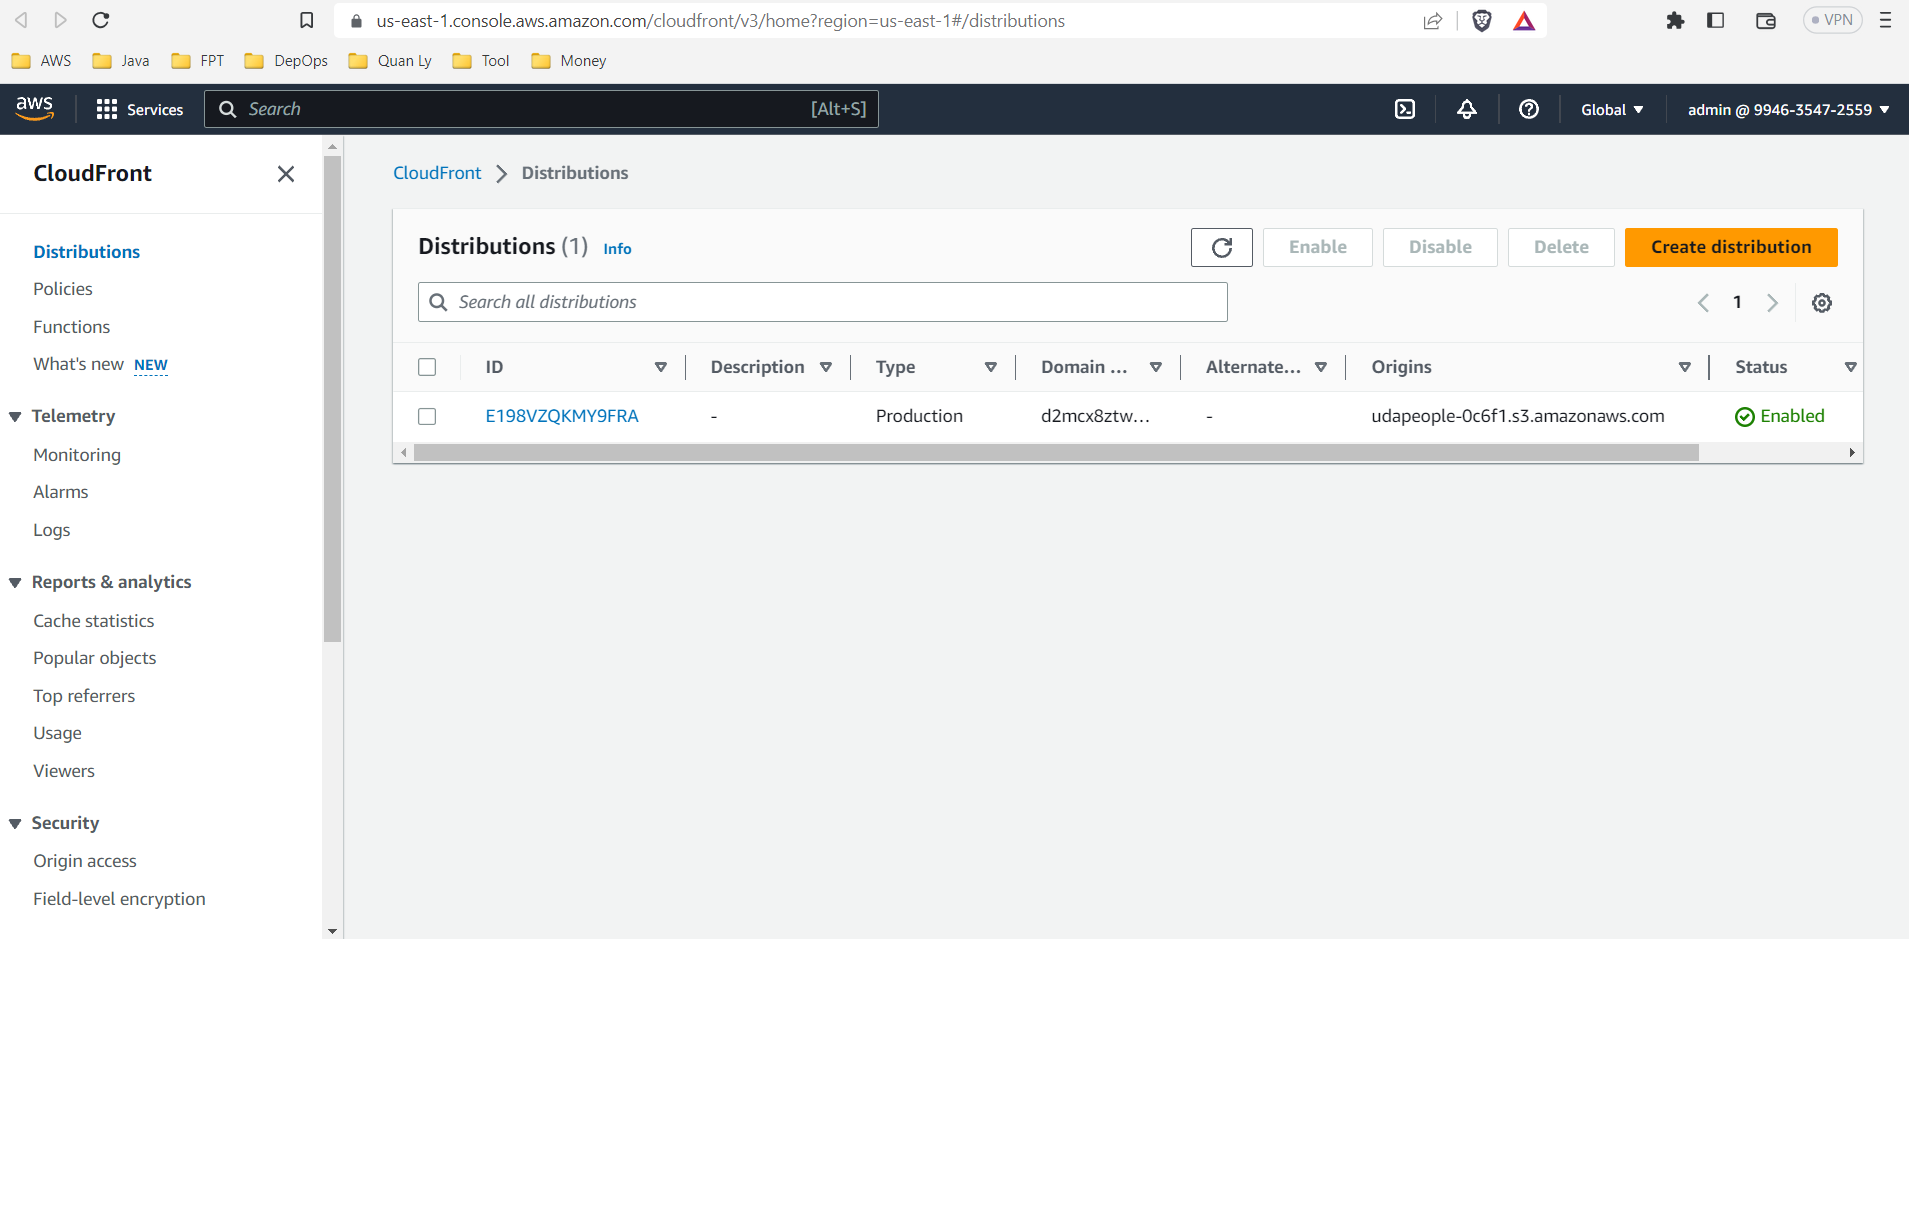 us-east-1.console.aws.amazon.com/cloudfront/v3/home?region=us-east-1#/distributions
VPN
AWS Java FPT DepOps Quan Ly Tool Money
aws Services Search [Alt+S] Global admin @ 9946-3547-2559
CloudFront
Distributions
Policies
Functions
What's new NEW
Telemetry
Monitoring
Alarms
Logs
Reports & analytics
Cache statistics
Popular objects
Top referrers
Usage
Viewers
Security
Origin access
Field-level encryption
CloudFront Distributions
Distributions (1) Info
Enable Disable Delete Create distribution
Search all distributions
1
ID Description Type Domain ... Alternate... Origins Status
E198VZQKMY9FRA - Production d2mcx8ztw... - udapeople-0c6f1.s3.amazonaws.com Enabled